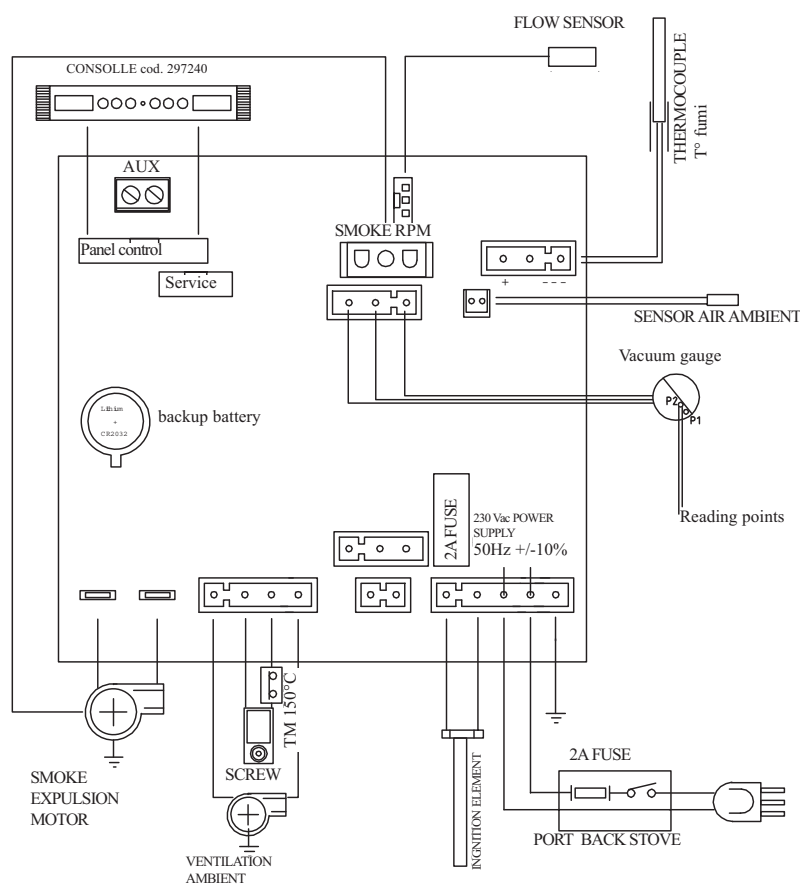 FLOW SENSOR
CONSOLLE cod. 297240
THERMOCOUPLE
T° fumi
AUX
SMOKE RPM
Panel control
Service
+
---
SENSOR AIR AMBIENT
Vacuum gauge
P2
P1
Lthium
+
CR2032
backup battery
Reading points
2A FUSE
230 Vac POWER
SUPPLY
50Hz +/-10%
TM 150°C
SCREW
SMOKE
EXPULSION
MOTOR
VENTILATION
AMBIENT
INGNITION ELEMENT
2A FUSE
PORT BACK STOVE